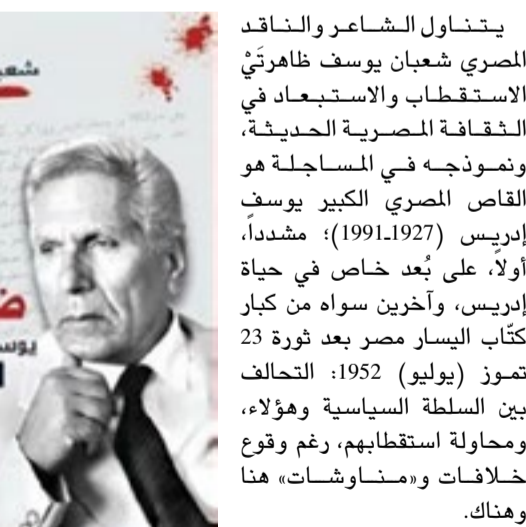 يتناول الشاعر والناقد
المصري شعبان يوسف ظاهرتَيْ
الاستقطاب والاستبعاد في
الثقافة المصرية الحديثة،
ونموذجه في المساجلة هو
القاص المصري الكبير يوسف
إدريس (1927ـ1991)؛ مشدداً،
أولاً، على بُعد خاص في حياة
إدريس، وآخرين سواه من كبار
كتّاب اليسار مصر بعد ثورة 23
تموز (يوليو) 1952: التحالف
بين السلطة السياسية وهؤلاء،
ومحاولة استقطابهم، رغم وقوع
خلافات و«مناوشات» هنا
وهناك.